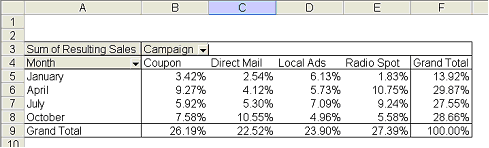 A B C D E F
1
2
3 Sum of Resulting Sales Campaign
4 Month Coupon Direct Mail Local Ads Radio Spot Grand Total
5 January 3.42% 2.54% 6.13% 1.83% 13.92%
6 April 9.27% 4.12% 5.73% 10.75% 29.87%
7 July 5.92% 5.30% 7.09% 9.24% 27.55%
8 October 7.58% 10.55% 4.96% 5.58% 28.66%
9 Grand Total 26.19% 22.52% 23.90% 27.39% 100.00%
10